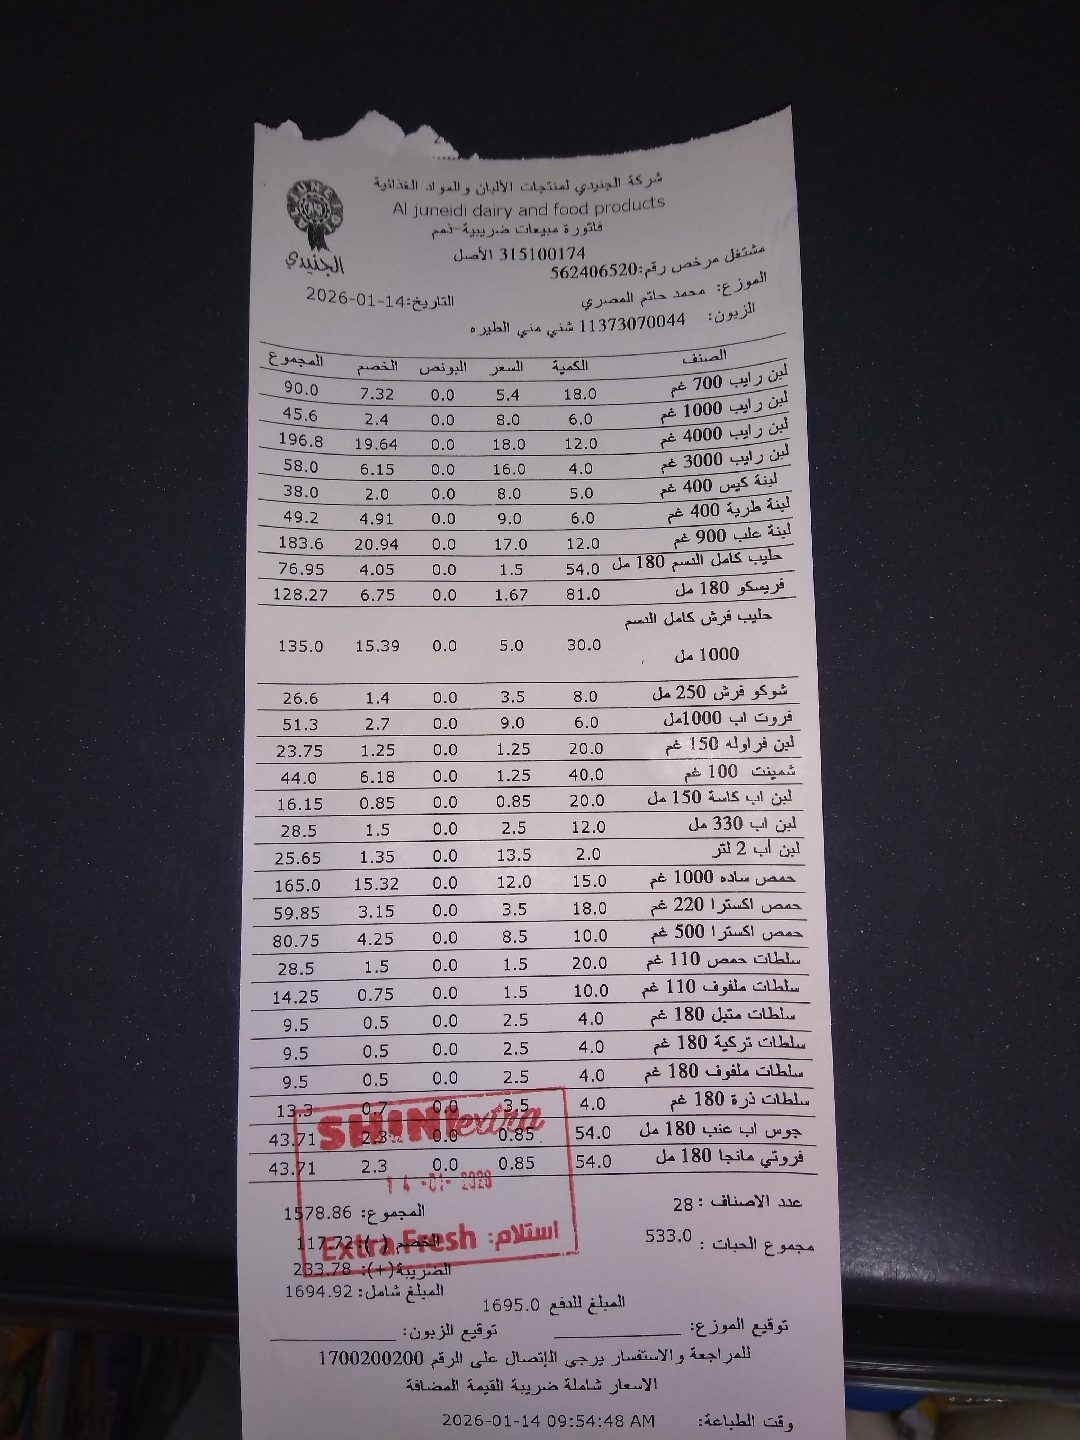 شركة الجنيدي لمنتجات الألبان والمواد الغذائية
Al juneidi dairy and food products
فاتورة مبيعات ضريبية-ذمم
الجنيدي
315100174 الأصل
مشتغل مرخص رقم:562406520
الموزع: محمد حاتم المصري
التاريخ:2026-01-14
الزبون: 11373070044 شني مني الطيره
الصنف الكمية السعر البونص الخصم المجموع
لبن رايب 700 غم 18.0 5.4 0.0 7.32 90.0
لبن رايب 1000 غم 6.0 8.0 0.0 2.4 45.6
لبن رايب 4000 غم 12.0 18.0 0.0 19.64 196.8
لبن رايب 3000 غم 4.0 16.0 0.0 6.15 58.0
لبنة كيس 400 غم 5.0 8.0 0.0 2.0 38.0
لبنة طرية 400 غم 6.0 9.0 0.0 4.91 49.2
لبنة علب 900 غم 12.0 17.0 0.0 20.94 183.6
حليب كامل الدسم 180 مل 54.0 1.5 0.0 4.05 76.95
فريسكو 180 مل 81.0 1.67 0.0 6.75 128.27
حليب فرش كامل الدسم
1000 مل 30.0 5.0 0.0 15.39 135.0
شوكو فرش 250 مل 8.0 3.5 0.0 1.4 26.6
فروت اب 1000مل 6.0 9.0 0.0 2.7 51.3
لبن فراوله 150 غم 20.0 1.25 0.0 1.25 23.75
شمينت 100 غم 40.0 1.25 0.0 6.18 44.0
لبن اب كاسة 150 مل 20.0 0.85 0.0 0.85 16.15
لبن اب 330 مل 12.0 2.5 0.0 1.5 28.5
لبن أب 2 لتر 2.0 13.5 0.0 1.35 25.65
حمص ساده 1000 غم 15.0 12.0 0.0 15.32 165.0
حمص اكسترا 220 غم 18.0 3.5 0.0 3.15 59.85
حمص اكسترا 500 غم 10.0 8.5 0.0 4.25 80.75
سلطات حمص 110 غم 20.0 1.5 0.0 1.5 28.5
سلطات ملفوف 110 غم 10.0 1.5 0.0 0.75 14.25
سلطات متبل 180 غم 4.0 2.5 0.0 0.5 9.5
سلطات تركية 180 غم 4.0 2.5 0.0 0.5 9.5
سلطات ملفوف 180 غم 4.0 2.5 0.0 0.5 9.5
سلطات ذرة 180 غم 4.0 3.5 0.0 0.7 13.3
جوس اب عنب 180 مل 54.0 0.85 0.0 2.3 43.71
فروتي مانجا 180 مل 54.0 0.85 0.0 2.3 43.71
SHINI extra
14-01-2026
استلام: Extra Fresh
عدد الاصناف : 28
المجموع: 1578.86
مجموع الحبات : 533.0
الخصم (-): 117.72
الضريبة(+): 233.78
المبلغ شامل: 1694.92
المبلغ للدفع 1695.0
توقيع الموزع: توقيع الزبون:
للمراجعة والاستفسار يرجى الإتصال على الرقم 1700200200
الاسعار شاملة ضريبة القيمة المضافة
وقت الطباعة: 2026-01-14 09:54:48 AM